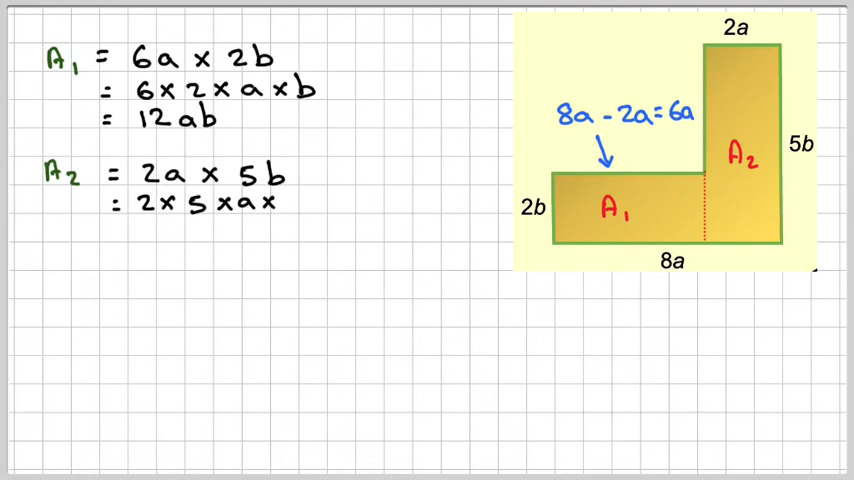 A₁ = 6a × 2b
= 6 × 2 × a × b
= 12ab
A₂ = 2a × 5b
= 2 × 5 × a ×
2a
8a - 2a = 6a
5b
A₂
2b
A₁
8a